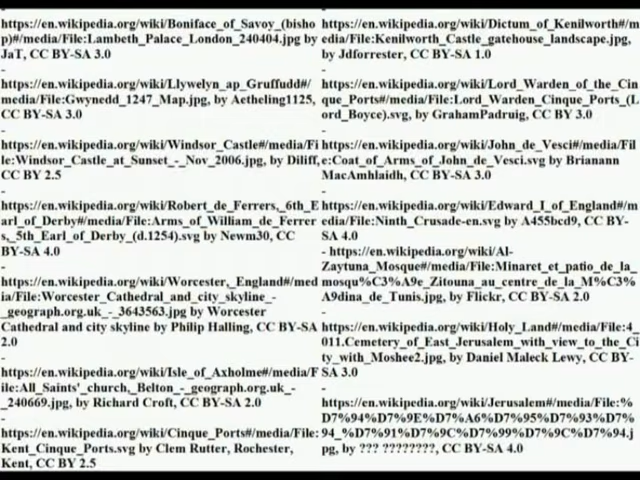 https://en.wikipedia.org/wiki/Boniface_of_Savoy_(bisho
p)#/media/File:Lambeth_Palace_London_240404.jpg by
JaT, CC BY-SA 3.0
-
https://en.wikipedia.org/wiki/Llywelyn_ap_Gruffudd#/
media/File:Gwynedd_1247_Map.jpg, by Aetheling1125,
CC BY-SA 3.0
-
https://en.wikipedia.org/wiki/Windsor_Castle#/media/Fi
le:Windsor_Castle_at_Sunset_-_Nov_2006.jpg, by Diliff,
CC BY 2.5
-
https://en.wikipedia.org/wiki/Robert_de_Ferrers,_6th_E
arl_of_Derby#/media/File:Arms_of_William_de_Ferrer
s,_5th_Earl_of_Derby_(d.1254).svg by Newm30, CC
BY-SA 4.0
-
https://en.wikipedia.org/wiki/Worcester,_England#/med
ia/File:Worcester_Cathedral_and_city_skyline_-
_geograph.org.uk_-_3643563.jpg by Worcester
Cathedral and city skyline by Philip Halling, CC BY-SA
2.0
-
https://en.wikipedia.org/wiki/Isle_of_Axholme#/media/F
ile:All_Saints'_church,_Belton_-_geograph.org.uk_-
_240669.jpg, by Richard Croft, CC BY-SA 2.0
-
https://en.wikipedia.org/wiki/Cinque_Ports#/media/File:
Kent_Cinque_Ports.svg by Clem Rutter, Rochester,
Kent, CC BY 2.5
-
https://en.wikipedia.org/wiki/Dictum_of_Kenilworth#/m
edia/File:Kenilworth_Castle_gatehouse_landscape.jpg,
by Jdforrester, CC BY-SA 1.0
-
https://en.wikipedia.org/wiki/Lord_Warden_of_the_Cin
que_Ports#/media/File:Lord_Warden_Cinque_Ports_(L
ord_Boyce).svg, by GrahamPadruig, CC BY 3.0
-
https://en.wikipedia.org/wiki/John_de_Vesci#/media/Fil
e:Coat_of_Arms_of_John_de_Vesci.svg by Brianann
MacAmhlaidh, CC BY-SA 3.0
-
https://en.wikipedia.org/wiki/Edward_I_of_England#/m
edia/File:Ninth_Crusade-en.svg by A455bcd9, CC BY-
SA 4.0
- https://en.wikipedia.org/wiki/Al-
Zaytuna_Mosque#/media/File:Minaret_et_patio_de_la_
mosqu%C3%A9e_Zitouna_au_centre_de_la_M%C3%
A9dina_de_Tunis.jpg, by Flickr, CC BY-SA 2.0
-
https://en.wikipedia.org/wiki/Holy_Land#/media/File:4_
011.Cemetery_of_East_Jerusalem_with_view_to_the_Ci
ty_with_Moshee2.jpg, by Daniel Maleck Lewy, CC BY-
SA 3.0
-
https://en.wikipedia.org/wiki/Jerusalem#/media/File:%
D7%94%D7%9E%D7%A6%D7%95%D7%93%D7%
94_%D7%91%D7%9C%D7%99%D7%9C%D7%94.j
pg, by ??? ????????, CC BY-SA 4.0